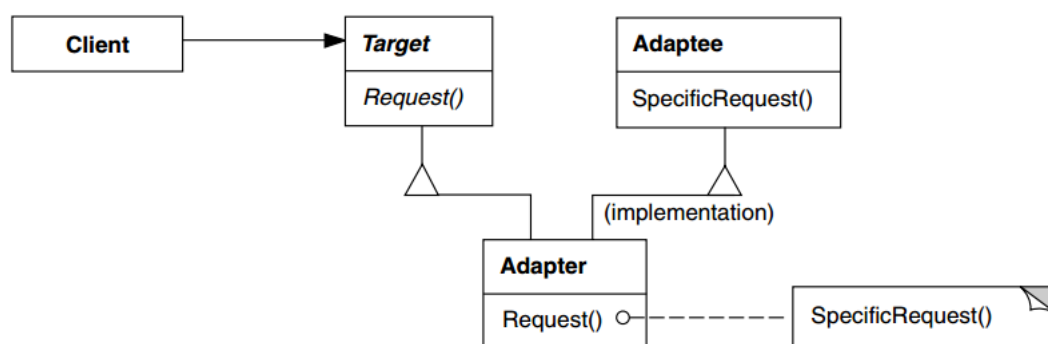 Client
Target
Request()
Adaptee
SpecificRequest()
(implementation)
Adapter
Request()
SpecificRequest()